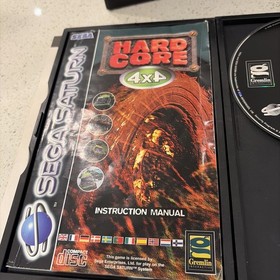 SEGA
HARD
CORE
4x4
SEGA SATURN
INSTRUCTION MANUAL
COMPACT
disc
This game is licensed by
Sega Enterprises, Ltd. for play on the
SEGA SATURN™ System
Gremlin
Gremlin